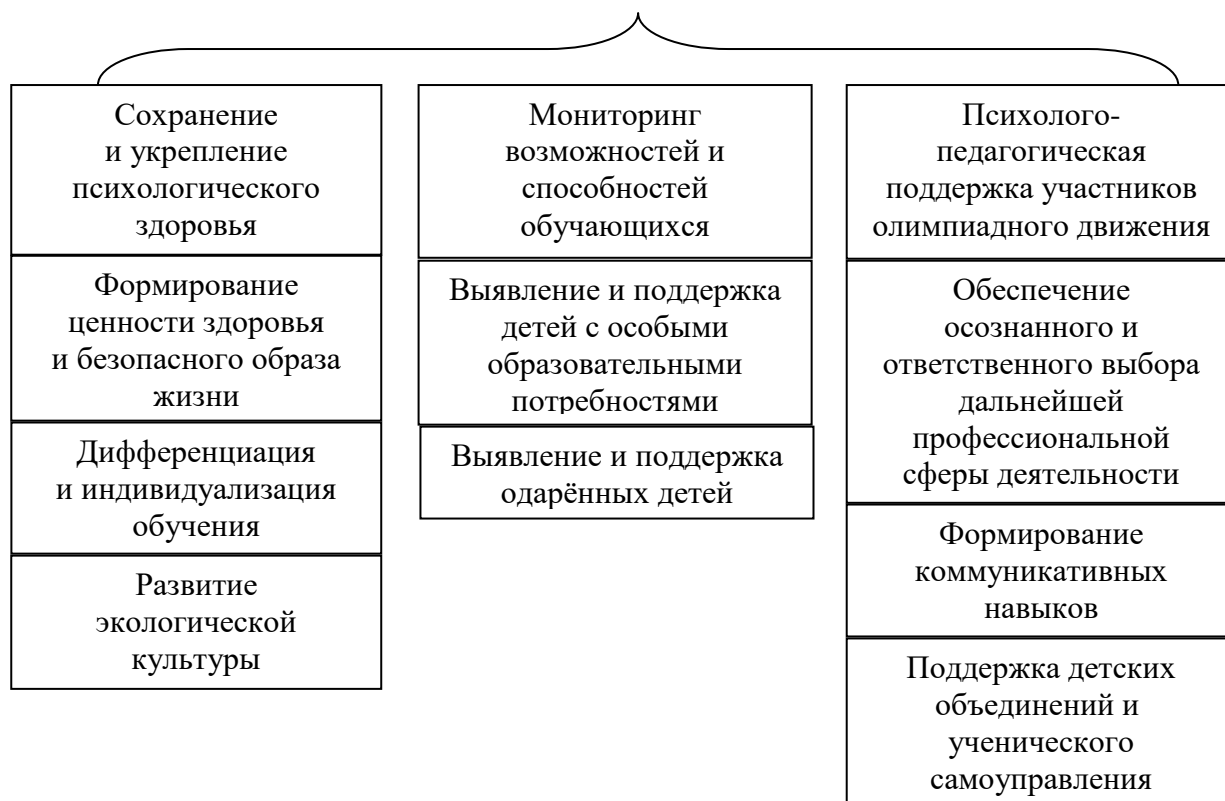 Сохранение
и укрепление
психологического
здоровья
Формирование
ценности здоровья
и безопасного образа
жизни
Дифференциация
и индивидуализация
обучения
Развитие
экологической
культуры
Мониторинг
возможностей и
способностей
обучающихся
Выявление и поддержка
детей с особыми
образовательными
потребностями
Выявление и поддержка
одарённых детей
Психолого-
педагогическая
поддержка участников
олимпиадного движения
Обеспечение
осознанного и
ответственного выбора
дальнейшей
профессиональной
сферы деятельности
Формирование
коммуникативных
навыков
Поддержка детских
объединений и
ученического
самоуправления